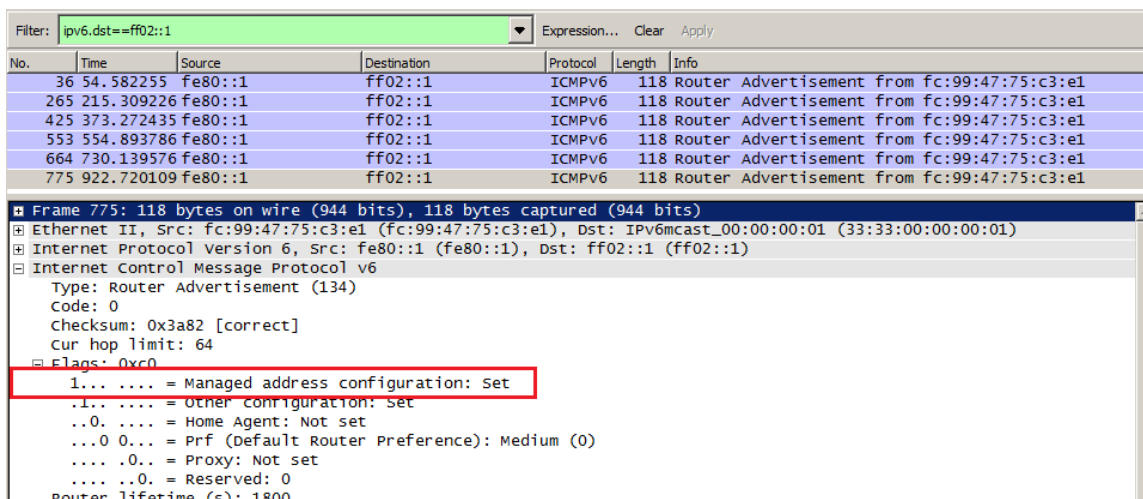 Filter: ipv6.dst==ff02::1 Expression... Clear Apply
No. Time Source Destination Protocol Length Info
36 54.582255 fe80::1 ff02::1 ICMPv6 118 Router Advertisement from fc:99:47:75:c3:e1
265 215.309226 fe80::1 ff02::1 ICMPv6 118 Router Advertisement from fc:99:47:75:c3:e1
425 373.272435 fe80::1 ff02::1 ICMPv6 118 Router Advertisement from fc:99:47:75:c3:e1
553 554.893786 fe80::1 ff02::1 ICMPv6 118 Router Advertisement from fc:99:47:75:c3:e1
664 730.139576 fe80::1 ff02::1 ICMPv6 118 Router Advertisement from fc:99:47:75:c3:e1
775 922.720109 fe80::1 ff02::1 ICMPv6 118 Router Advertisement from fc:99:47:75:c3:e1
Frame 775: 118 bytes on wire (944 bits), 118 bytes captured (944 bits)
Ethernet II, Src: fc:99:47:75:c3:e1 (fc:99:47:75:c3:e1), Dst: IPv6mcast_00:00:00:01 (33:33:00:00:00:01)
Internet Protocol Version 6, Src: fe80::1 (fe80::1), Dst: ff02::1 (ff02::1)
Internet Control Message Protocol v6
Type: Router Advertisement (134)
Code: 0
Checksum: 0x3a82 [correct]
Cur hop limit: 64
Flags: 0xc0
1... .... = Managed address configuration: Set
.1.. .... = Other configuration: Set
..0. .... = Home Agent: Not set
...0 0... = Prf (Default Router Preference): Medium (0)
.... .0.. = Proxy: Not set
.... ..0. = Reserved: 0
Router lifetime (s): 1800